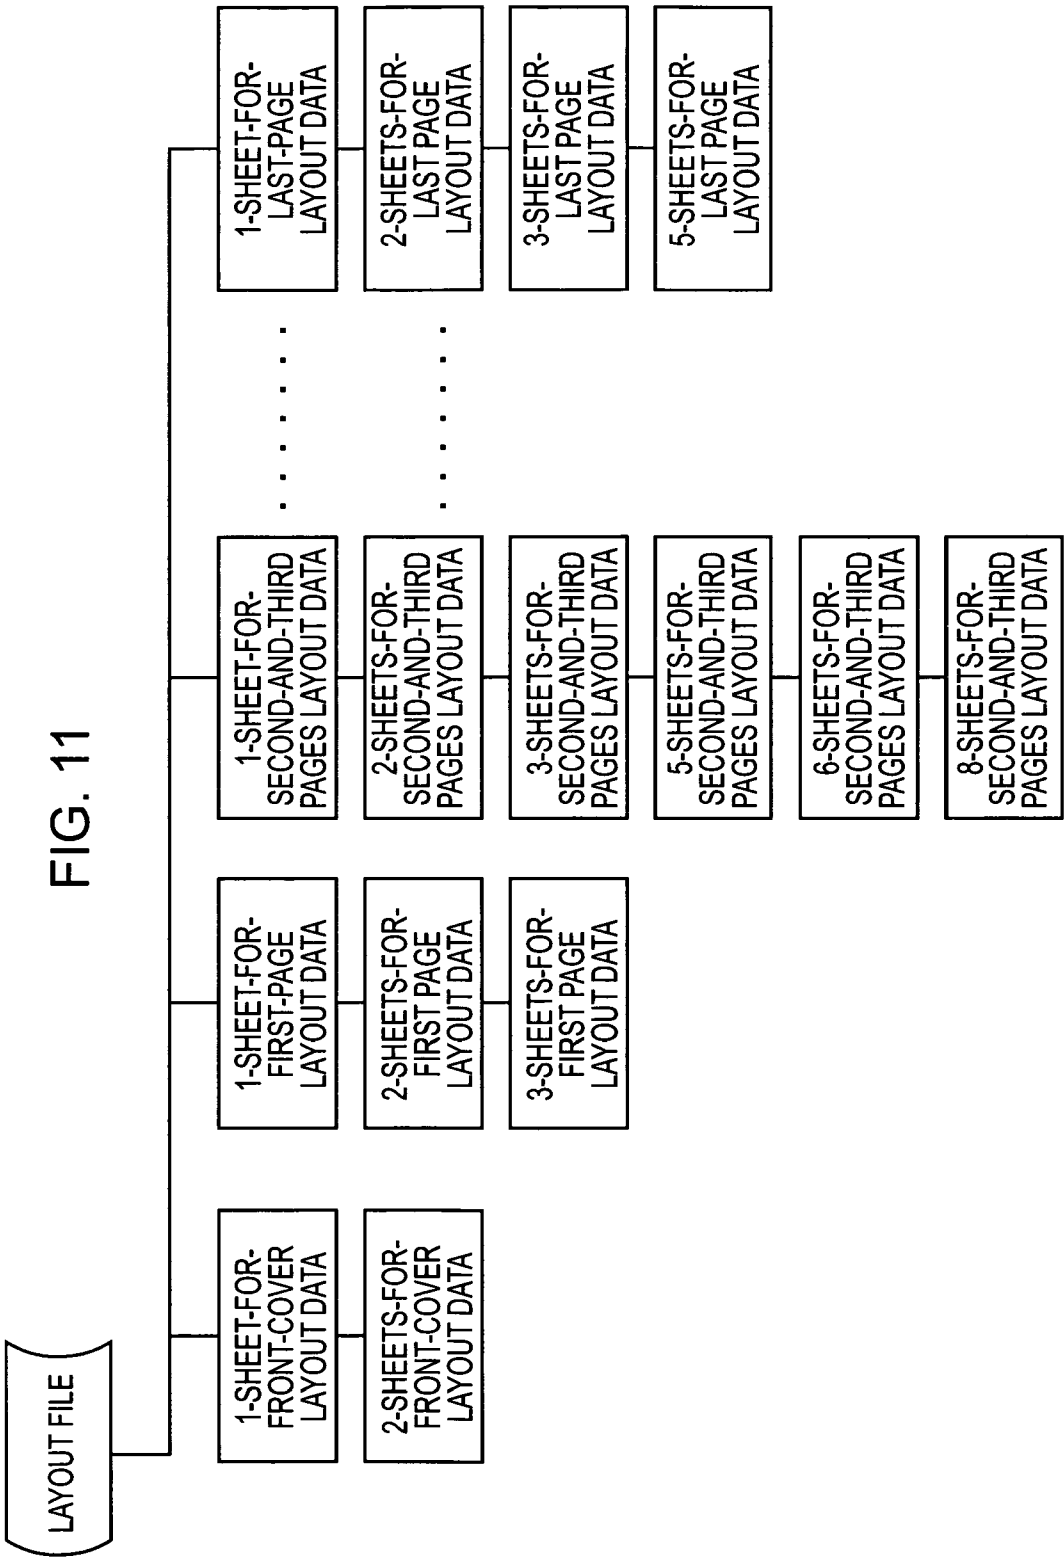 FIG. 11
LAYOUT FILE
1-SHEET-FOR-
FRONT-COVER
LAYOUT DATA
2-SHEETS-FOR-
FRONT-COVER
LAYOUT DATA
1-SHEET-FOR-
FIRST-PAGE
LAYOUT DATA
2-SHEETS-FOR-
FIRST PAGE
LAYOUT DATA
3-SHEETS-FOR-
FIRST PAGE
LAYOUT DATA
1-SHEET-FOR-
SECOND-AND-THIRD
PAGES LAYOUT DATA
2-SHEETS-FOR-
SECOND-AND-THIRD
PAGES LAYOUT DATA
3-SHEETS-FOR-
SECOND-AND-THIRD
PAGES LAYOUT DATA
5-SHEETS-FOR-
SECOND-AND-THIRD
PAGES LAYOUT DATA
6-SHEETS-FOR-
SECOND-AND-THIRD
PAGES LAYOUT DATA
8-SHEETS-FOR-
SECOND-AND-THIRD
PAGES LAYOUT DATA
. . . . . . .
. . . . . . .
1-SHEET-FOR-
LAST-PAGE
LAYOUT DATA
2-SHEETS-FOR-
LAST PAGE
LAYOUT DATA
3-SHEETS-FOR-
LAST PAGE
LAYOUT DATA
5-SHEETS-FOR-
LAST PAGE
LAYOUT DATA